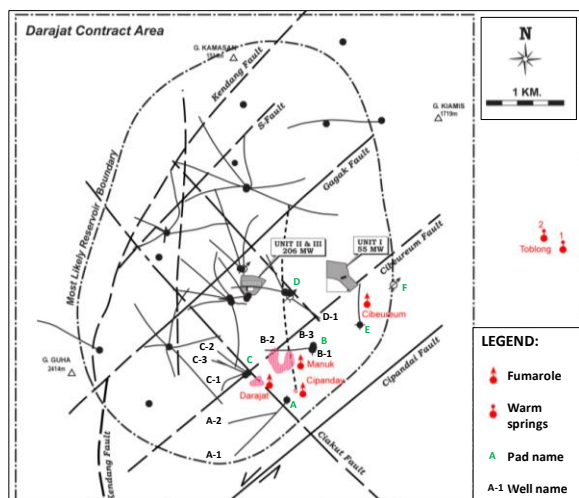 Darajat Contract Area
G. KAMASAN
Kendang Fault
S-Fault
N
1 KM.
G. KIAMIS
1719m
Most Likely Reservoir Boundary
Gagak Fault
UNIT II & III
206 MW
UNIT I
55 MW
Cibeureum Fault
2
1
Toblong
D
F
D-1
Cibeureum
E
B-3
B-2
B
B-1
C-2
C-3
C
C-1
Manuk
G. GUHA
2414m
Darajat
Cipanday
Cipandai Fault
A
A-2
A-1
Ciakut Fault
Kendang Fault
LEGEND:
Fumarole
Warm
springs
A Pad name
A-1 Well name